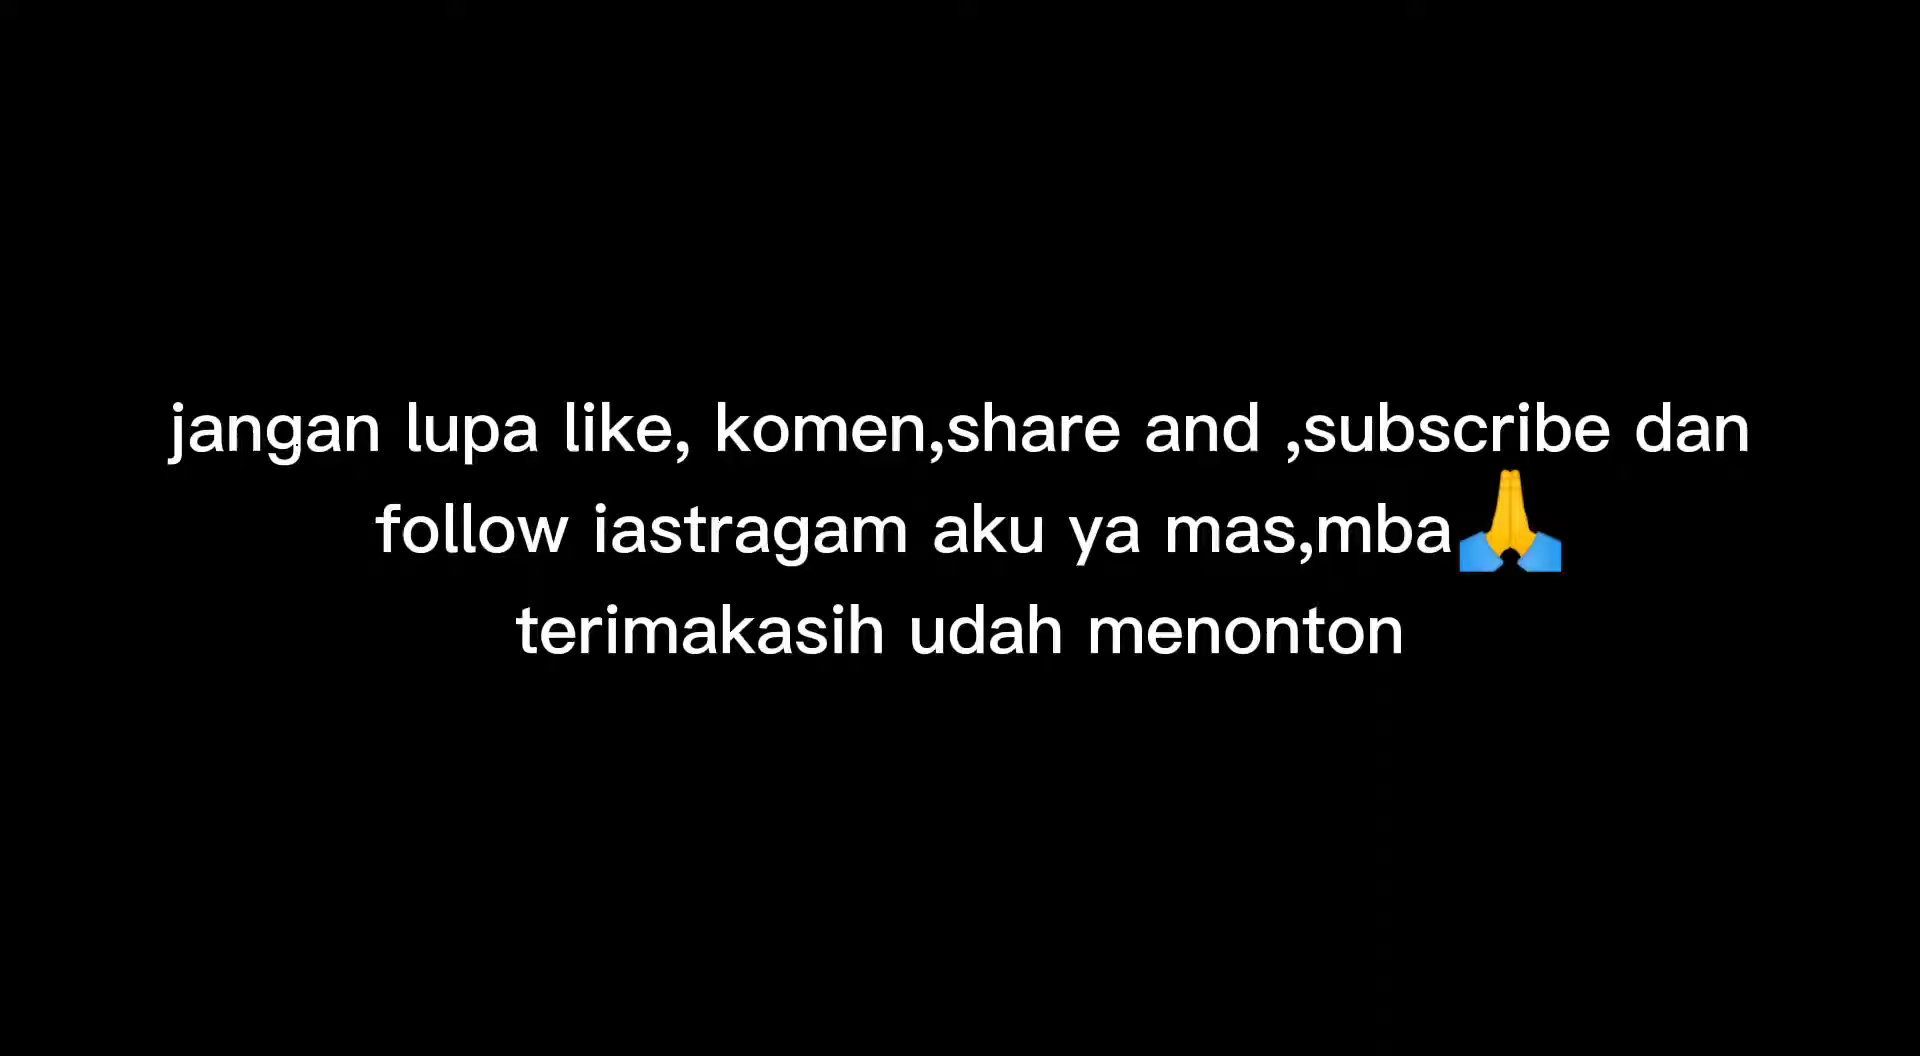 jangan lupa like, komen,share and ,subscribe dan
follow iastragam aku ya mas,mba🙏
terimakasih udah menonton